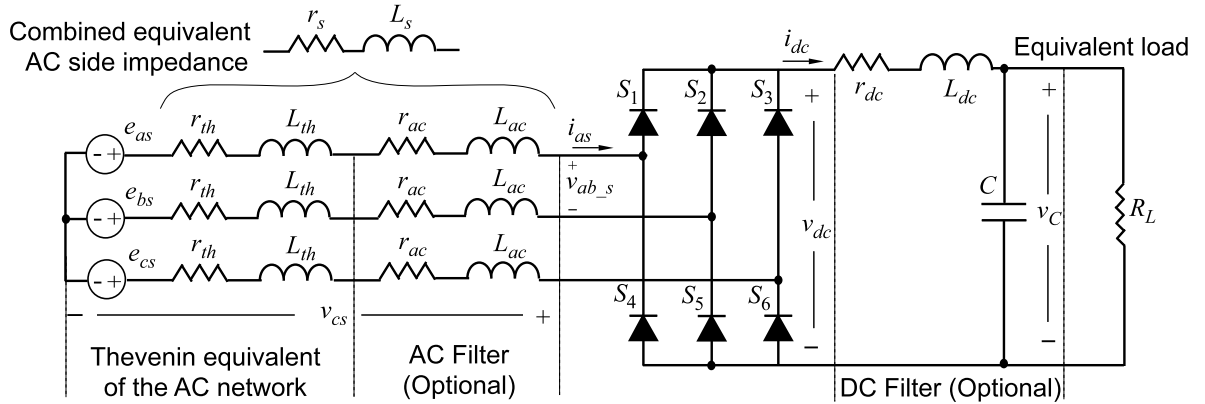 Combined equivalent
AC side impedance
r_s L_s
i_dc
Equivalent load
S_1 S_2 S_3
+ r_dc L_dc +
e_as r_th L_th r_ac L_ac i_as
- +
+
v_ab_s
-
e_bs r_th L_th r_ac L_ac
- +
C
v_dc
v_C
R_L
e_cs r_th L_th r_ac L_ac
- +
S_4 S_5 S_6
- v_cs +
- -
Thevenin equivalent
of the AC network
AC Filter
(Optional)
DC Filter (Optional)